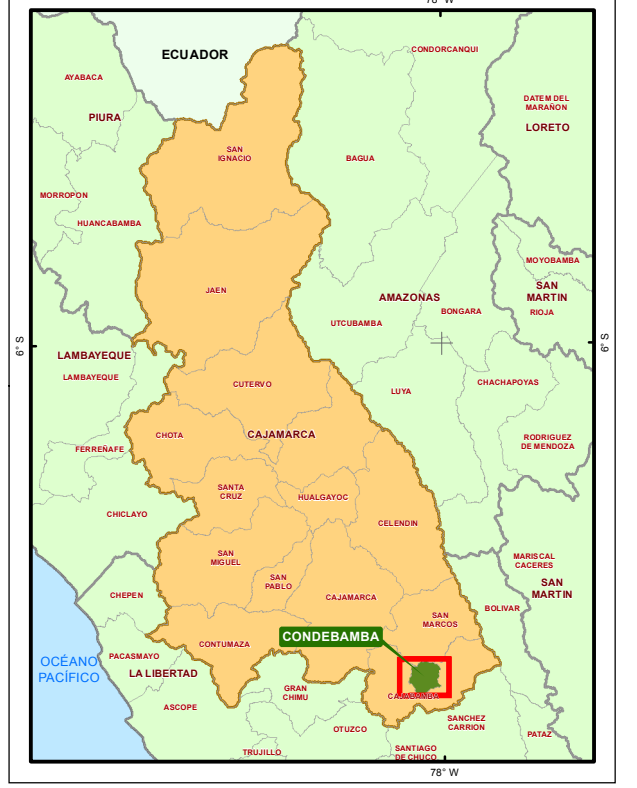 78° W
ECUADOR
CONDORCANQUI
AYABACA
DATEM DEL
MARAÑON
PIURA
LORETO
SAN
IGNACIO
BAGUA
MORROPON
HUANCABAMBA
MOYOBAMBA
SAN
MARTIN
JAEN
AMAZONAS
BONGARA
RIOJA
UTCUBAMBA
6° S
6° S
LAMBAYEQUE
LAMBAYEQUE
CUTERVO
LUYA
CHACHAPOYAS
CHOTA
CAJAMARCA
FERREÑAFE
RODRIGUEZ
DE MENDOZA
SANTA
CRUZ
HUALGAYOC
CHICLAYO
CELENDIN
SAN
MIGUEL
MARISCAL
CACERES
SAN
PABLO
SAN
MARTIN
CHEPEN
CAJAMARCA
BOLIVAR
SAN
MARCOS
CONDEBAMBA
CONTUMAZA
PACASMAYO
OCÉANO
PACÍFICO
LA LIBERTAD
GRAN
CHIMU
CAJABAMBA
ASCOPE
SANCHEZ
CARRION
OTUZCO
PATAZ
TRUJILLO
SANTIAGO
DE CHUCO
78° W